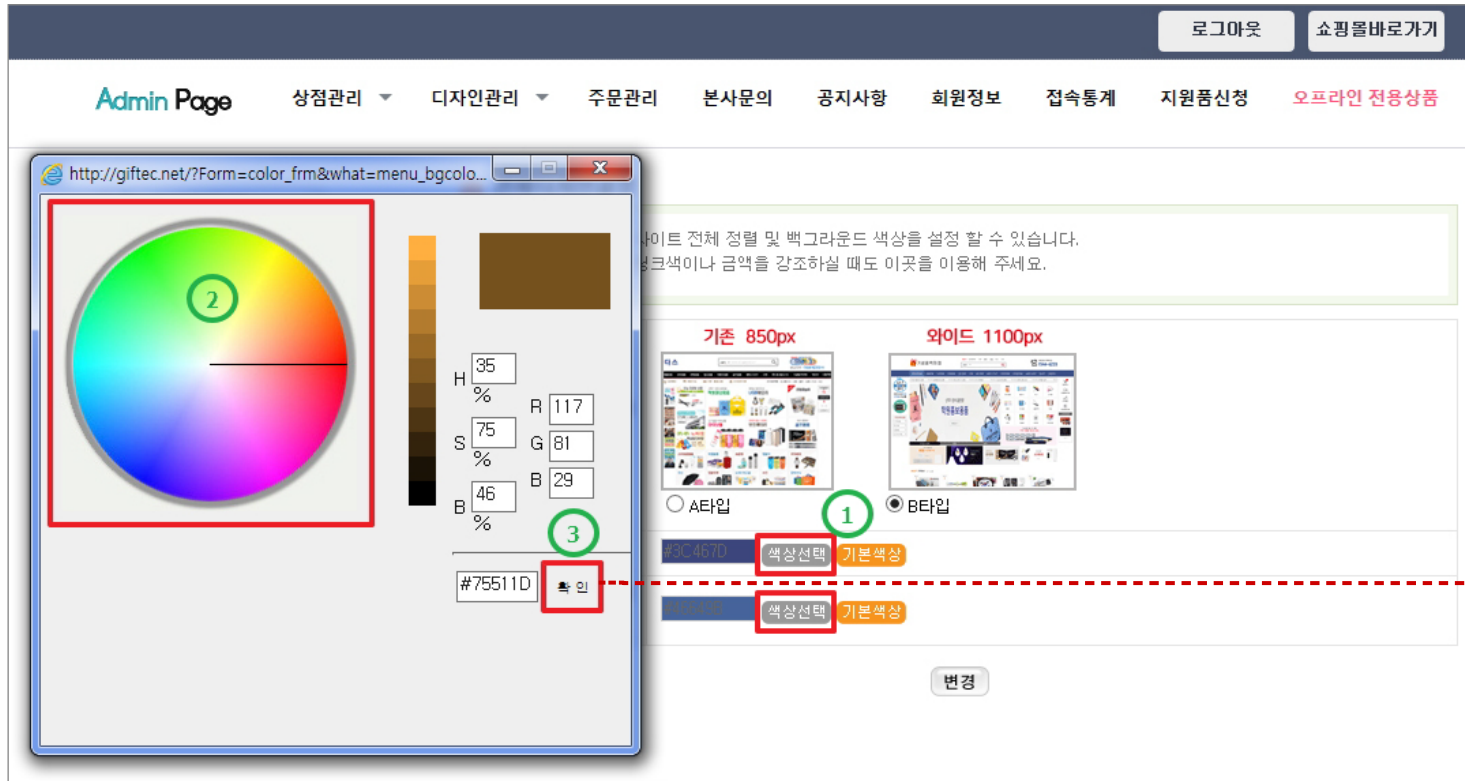 로그아웃 쇼핑몰바로가기
Admin Page 상점관리 디자인관리 주문관리 본사문의 공지사항 회원정보 접속통계 지원품신청 오프라인 전용상품
http://giftec.net/?Form=color_frm&what=menu_bgcolo...
사이트 전체 정렬 및 백그라운드 색상을 설정 할 수 있습니다.
링크색이나 금액을 강조하실 때도 이곳을 이용해 주세요.
2
기존 850px 와이드 1100px
H 35 %
R 117
S 75 %
G 81
B 29
B 46 %
A타입 B타입
1
3
#3C467D 색상선택 기본색상
#75511D 확인
색상선택 기본색상
변경